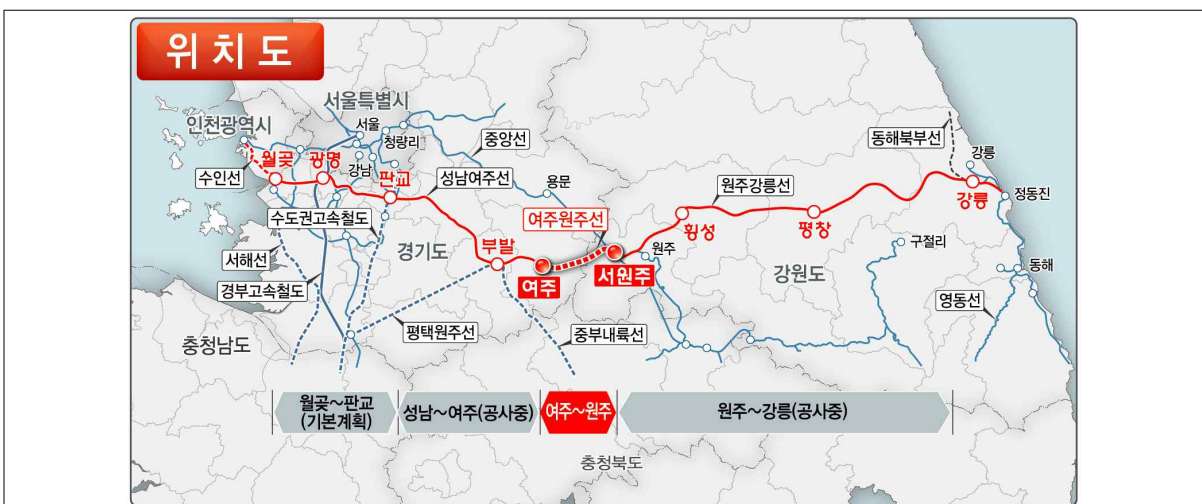 위 치 도
서울특별시
인천광역시
서울
청량리
중앙선
동해북부선
강릉
월곶
광명
강남
수인선
판교
성남여주선
용문
원주강릉선
강릉
정동진
수도권고속철도
여주원주선
횡성
평창
부발
원주
구절리
서해선
경기도
여주
서원주
강원도
동해
경부고속철도
영동선
평택원주선
중부내륙선
충청남도
월곶~판교
(기본계획)
성남~여주(공사중)
여주~원주
원주~강릉(공사중)
충청북도